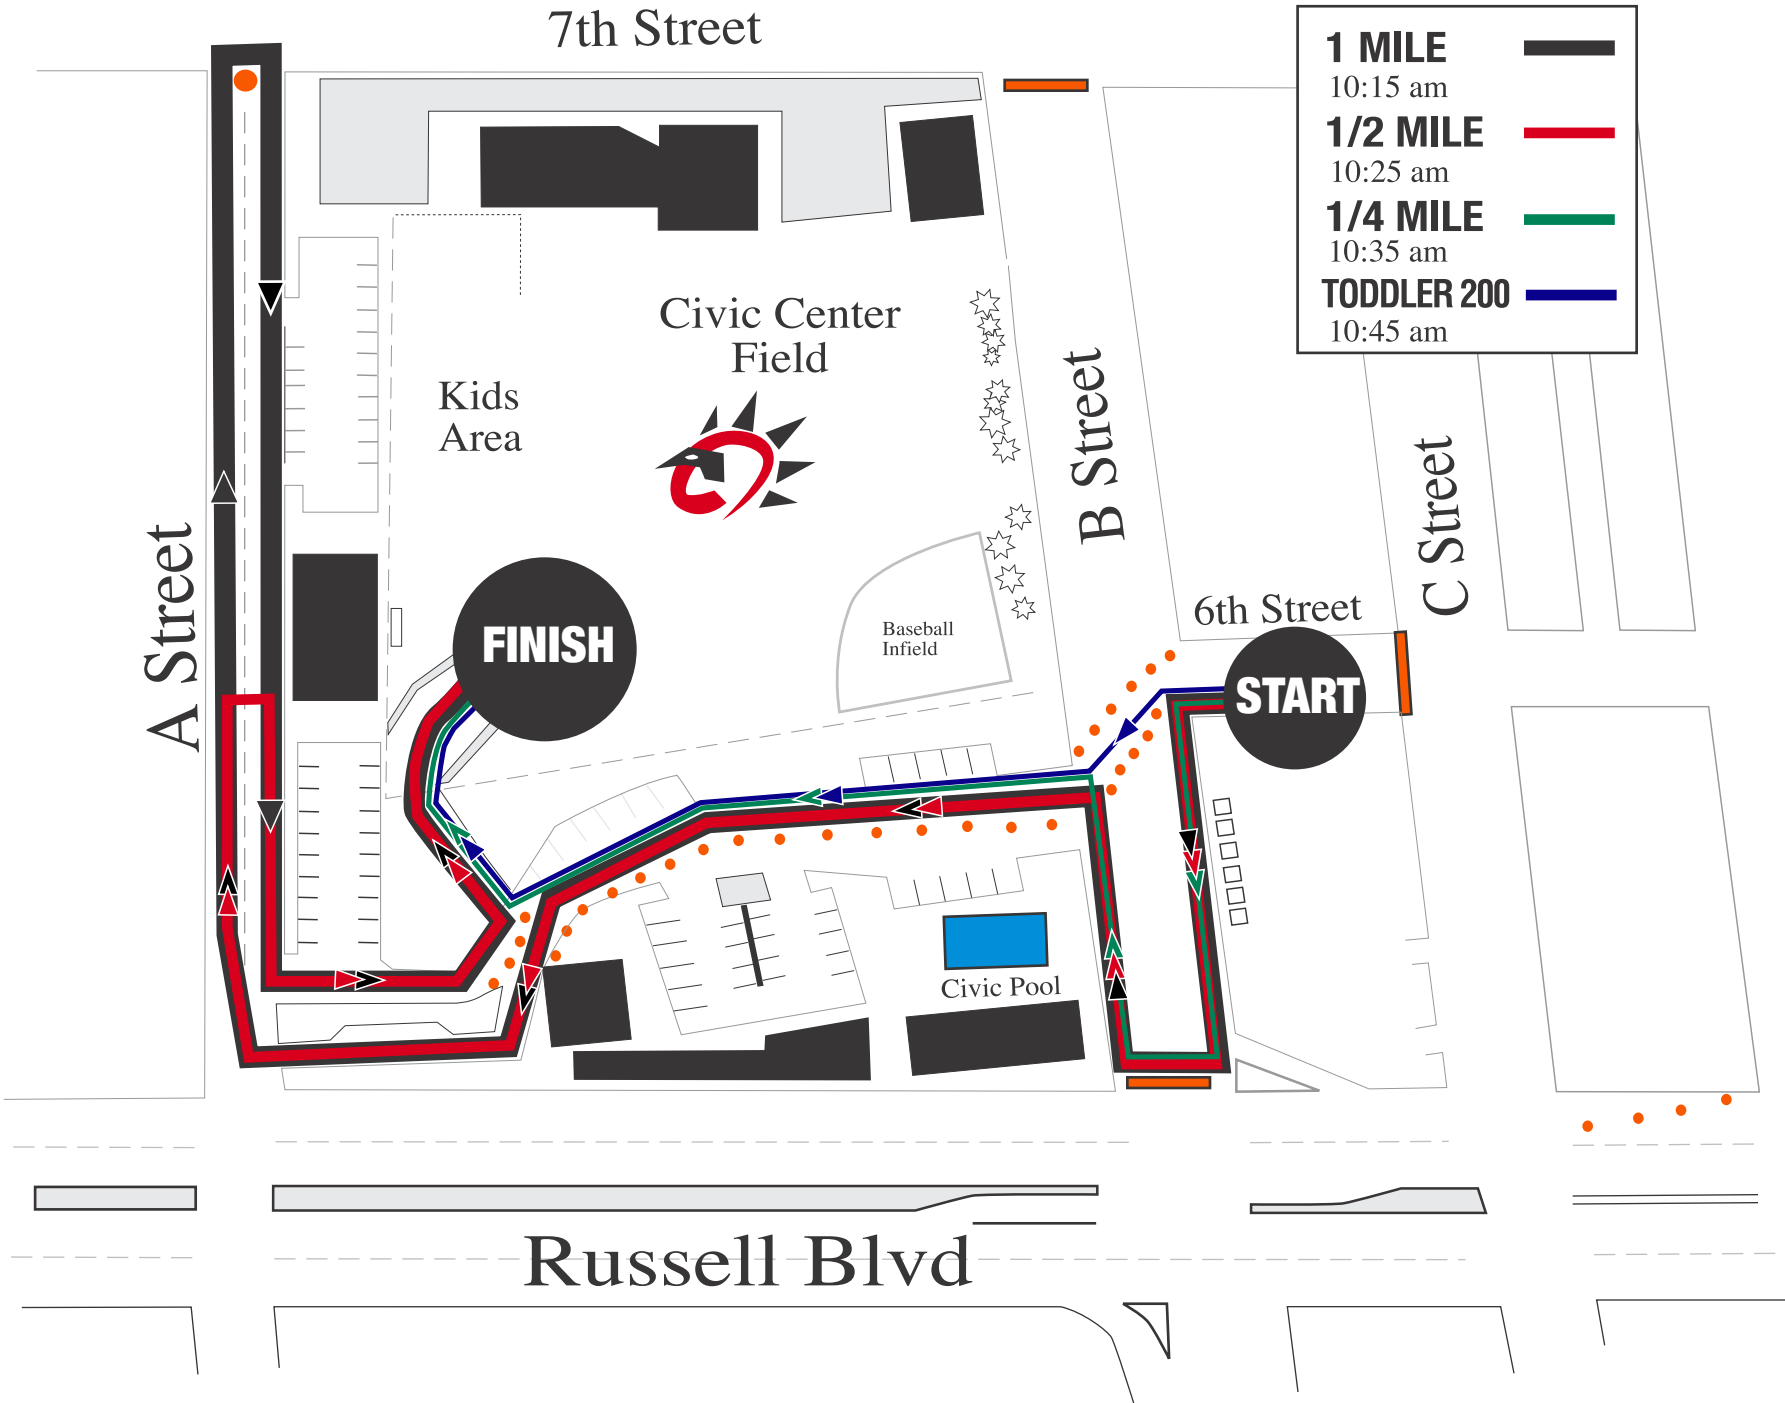 7th Street
1 MILE
10:15 am
1/2 MILE
10:25 am
1/4 MILE
10:35 am
TODDLER 200
10:45 am
Civic Center
Field
Kids
Area
B Street
C Street
A Street
FINISH
Baseball
Infield
6th Street
START
Civic Pool
Russell Blvd